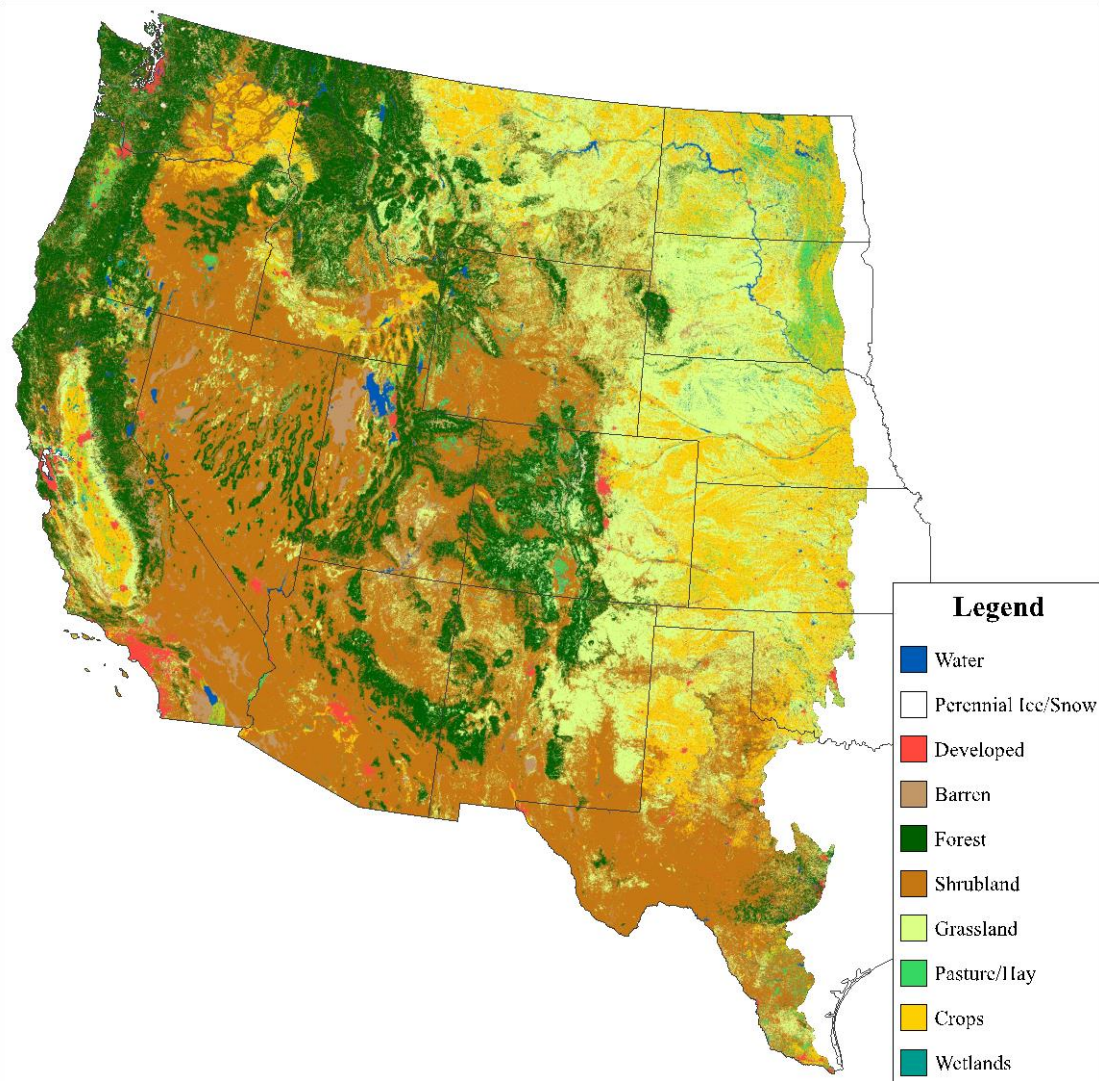 Legend
Water
Perennial Ice/Snow
Developed
Barren
Forest
Shrubland
Grassland
Pasture/Hay
Crops
Wetlands